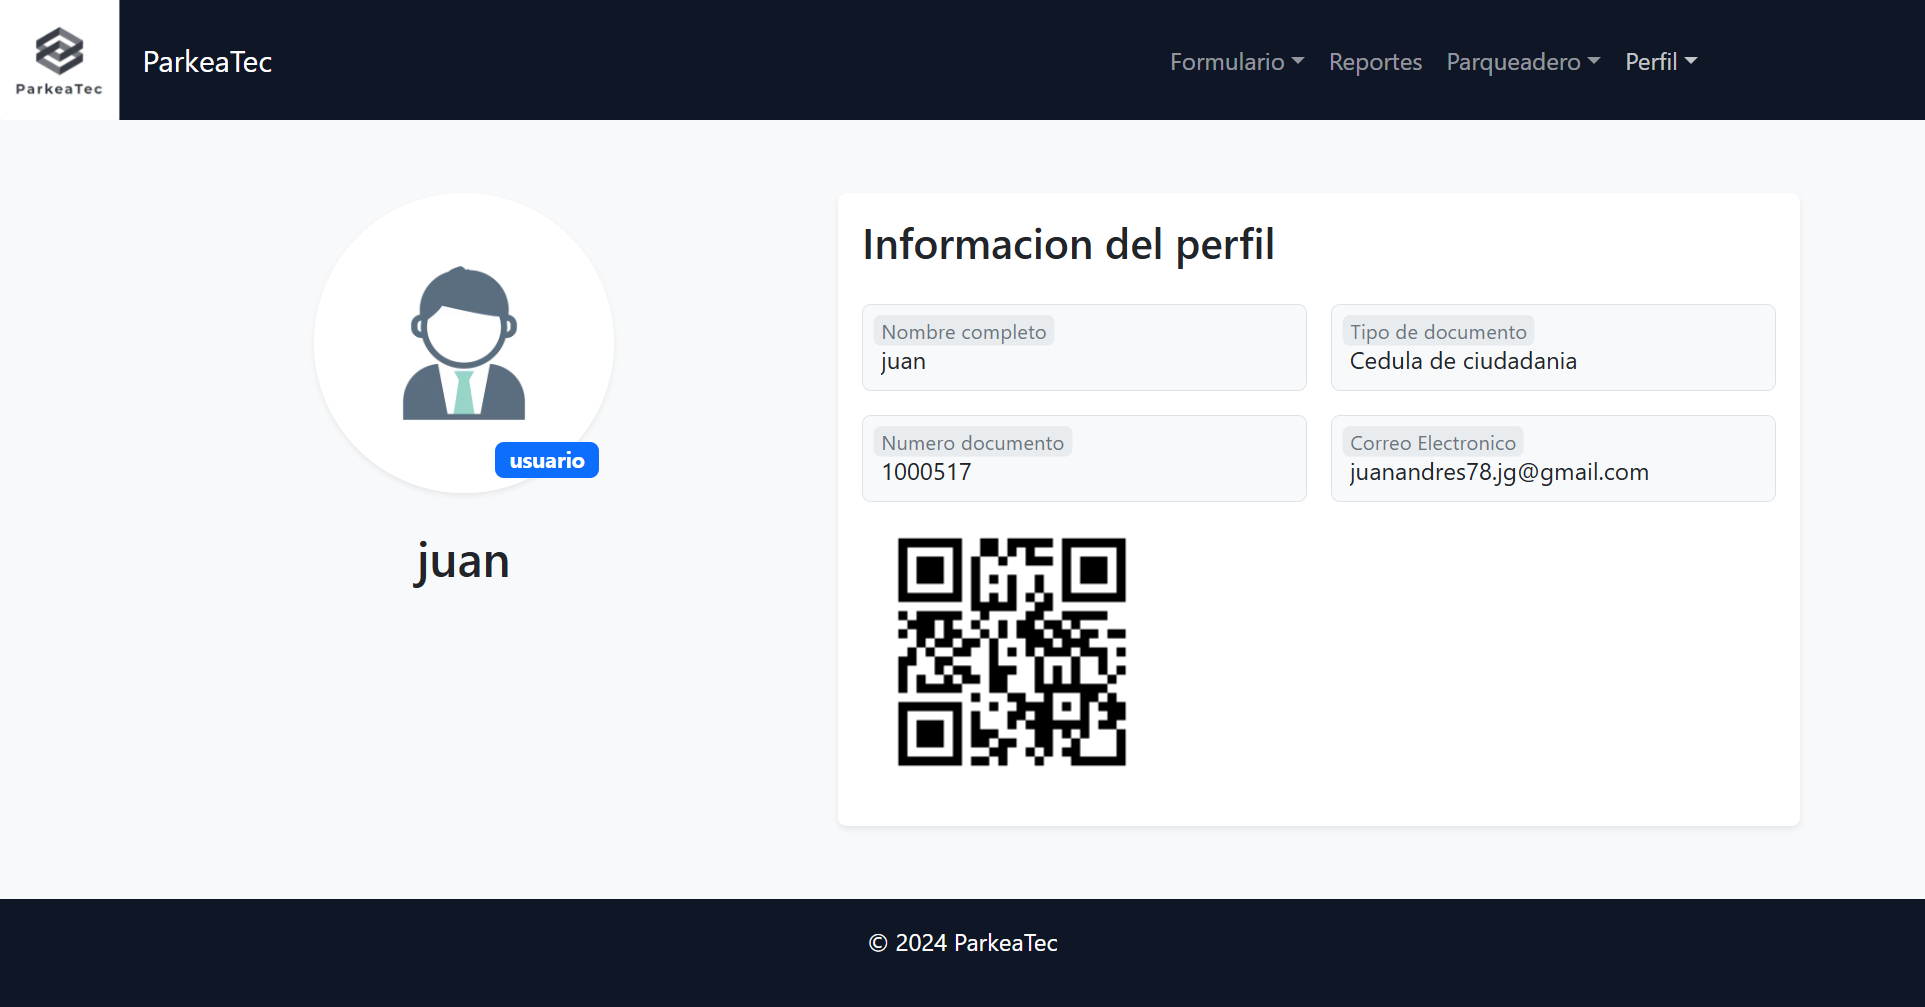 ParkeaTec
ParkeaTec
Formulario Reportes Parqueadero Perfil
usuario
juan
Informacion del perfil
Nombre completo
juan
Tipo de documento
Cedula de ciudadania
Numero documento
1000517
Correo Electronico
juanandres78.jg@gmail.com
© 2024 ParkeaTec